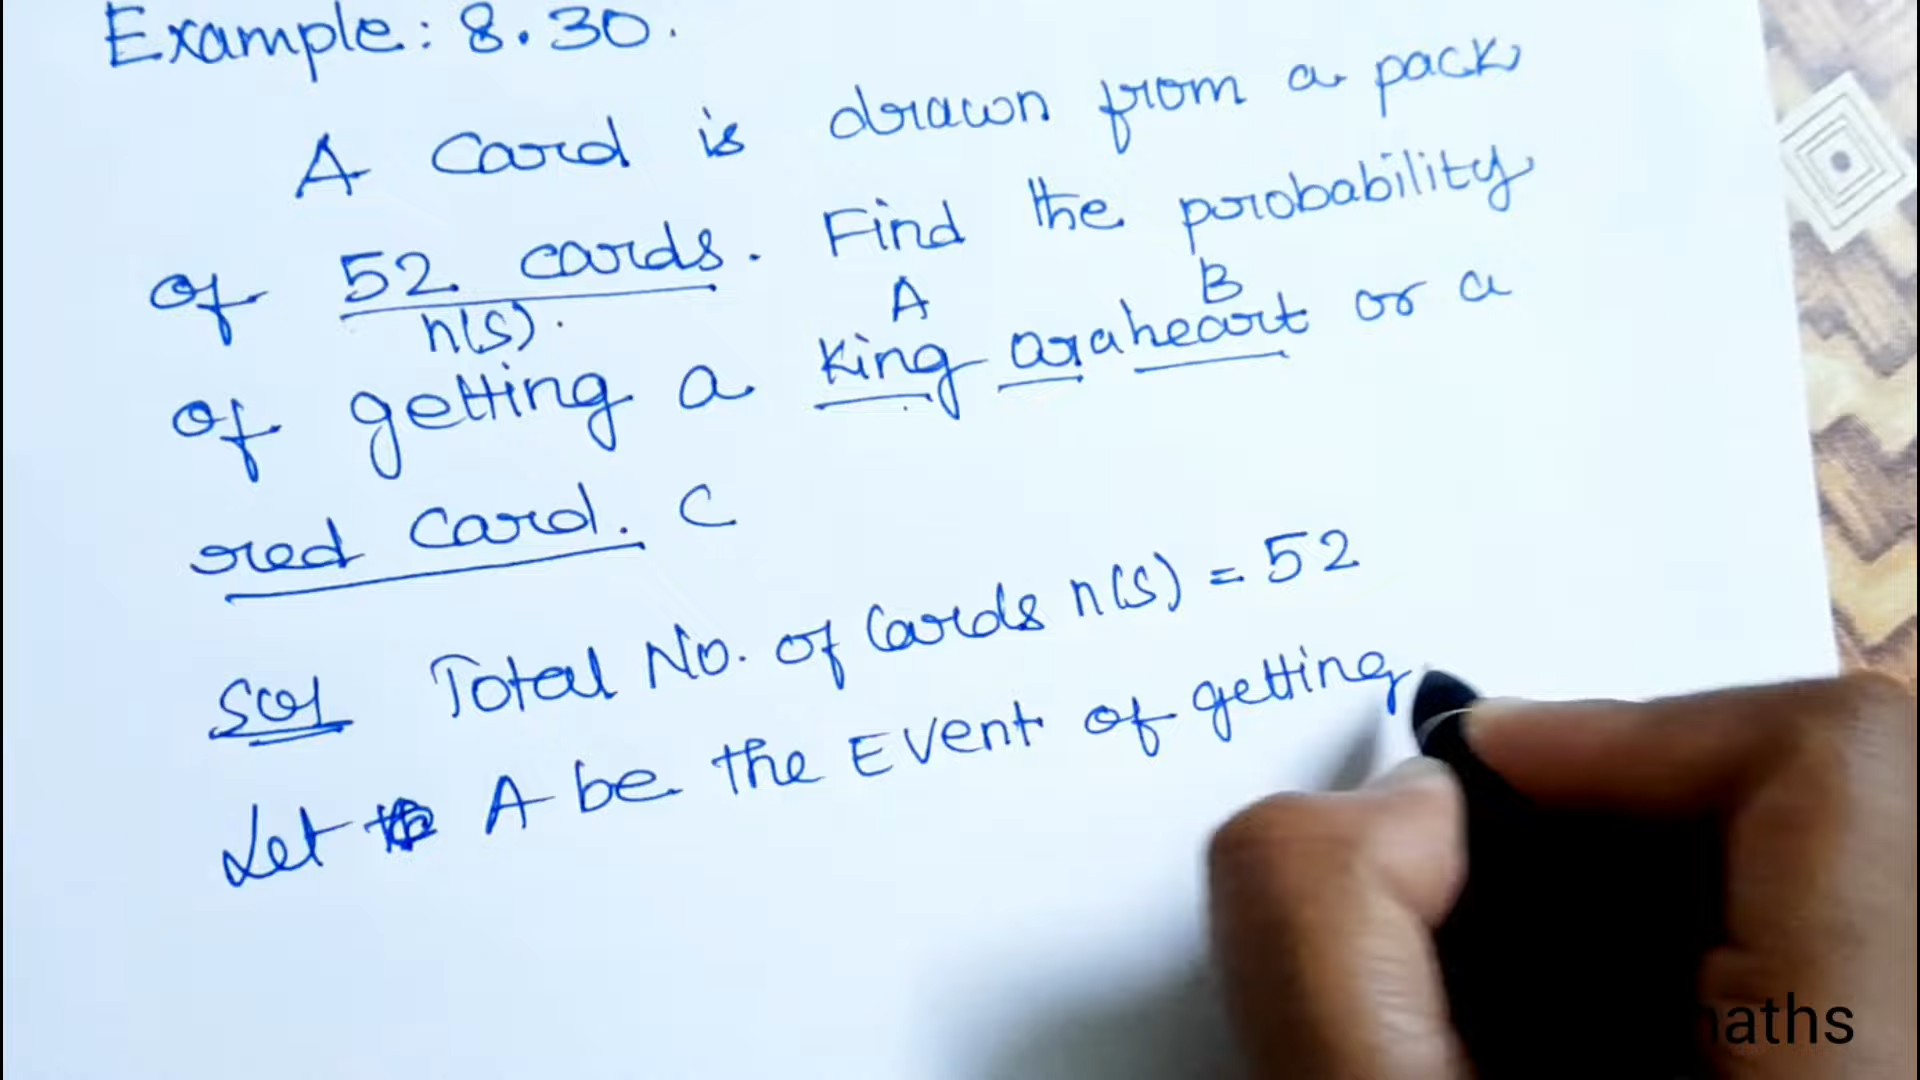 Example: 8.30.
A Card is drawn from a pack
of 52 cards. Find the probability
n(S). A B
of getting a king or a heart or a
red Card. C
Sol Total No. of Cards n(S) = 52
Let A be the Event of getting
aths